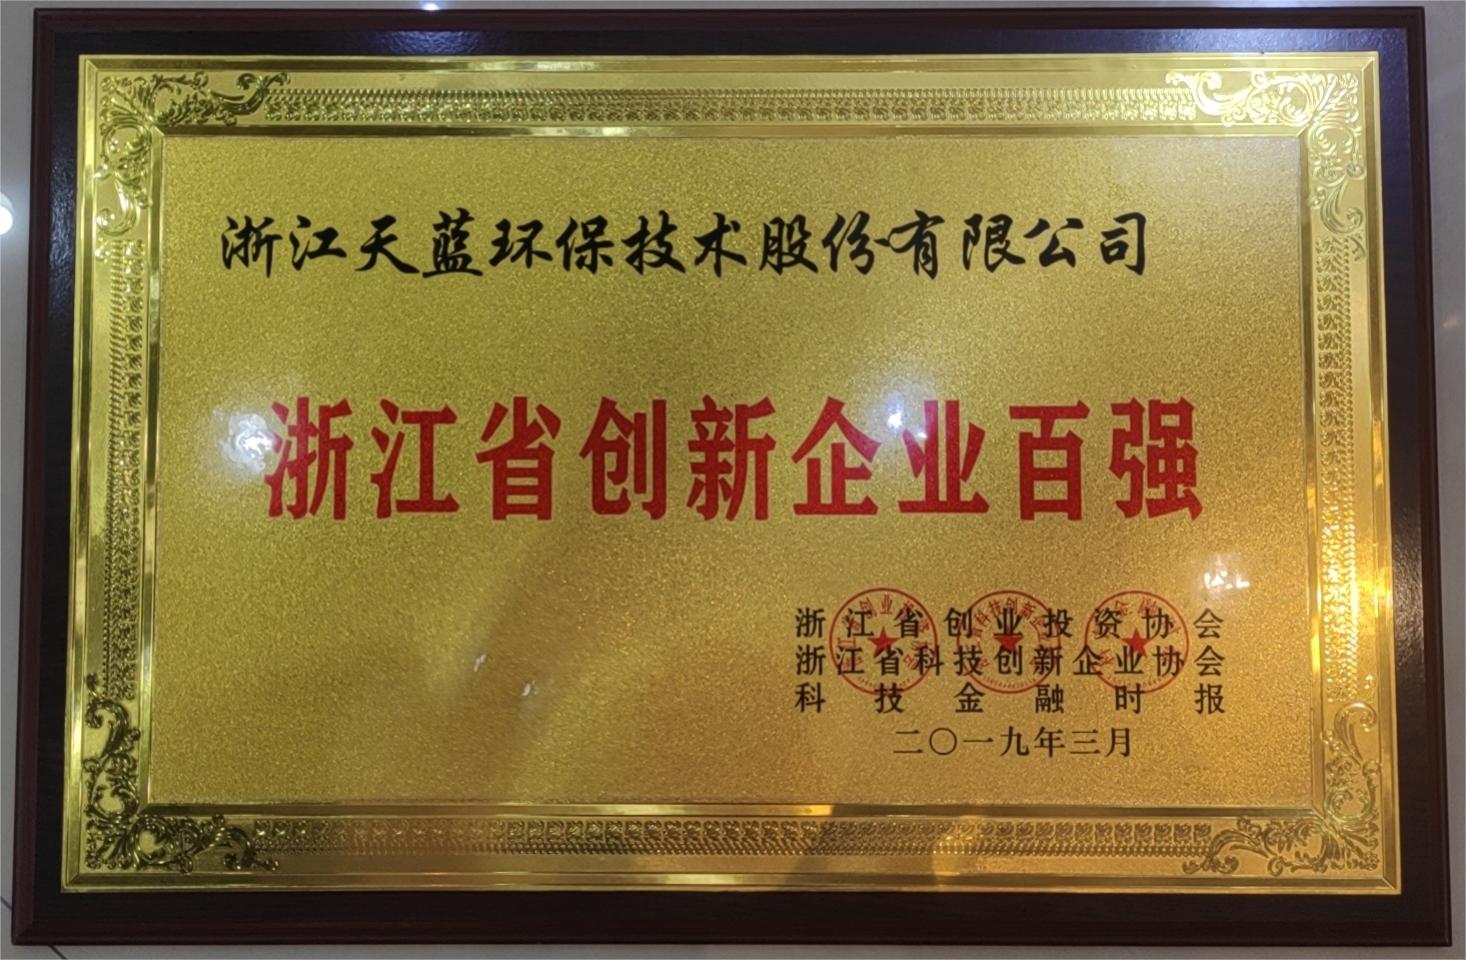 浙江天蓝环保技术股份有限公司
浙江省创新企业百强
浙江省创业投资协会
浙江省科技创新企业协会
科技金融时报
二〇一九年三月